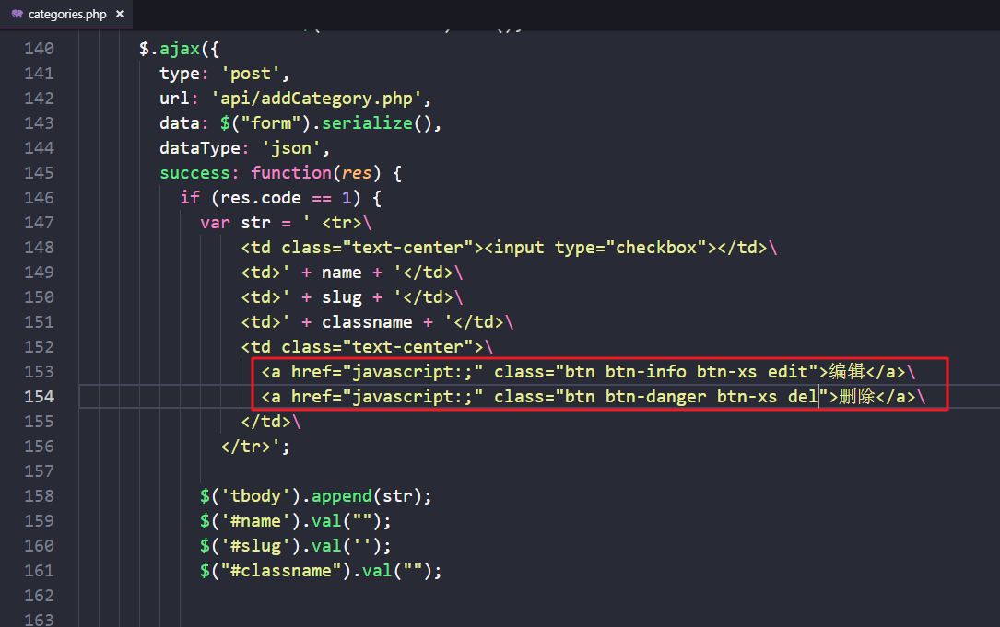 categories.php ×
140 $.ajax({
141 type: 'post',
142 url: 'api/addCategory.php',
143 data: $("form").serialize(),
144 dataType: 'json',
145 success: function(res) {
146 if (res.code == 1) {
147 var str = ' <tr>\
148 <td class="text-center"><input type="checkbox"></td>\
149 <td>' + name + '</td>\
150 <td>' + slug + '</td>\
151 <td>' + classname + '</td>\
152 <td class="text-center">\
153 <a href="javascript:;" class="btn btn-info btn-xs edit">编辑</a>\
154 <a href="javascript:;" class="btn btn-danger btn-xs del">删除</a>\
155 </td>\
156 </tr>';
157
158 $('tbody').append(str);
159 $('#name').val("");
160 $('#slug').val('');
161 $("#classname").val("");
162
163